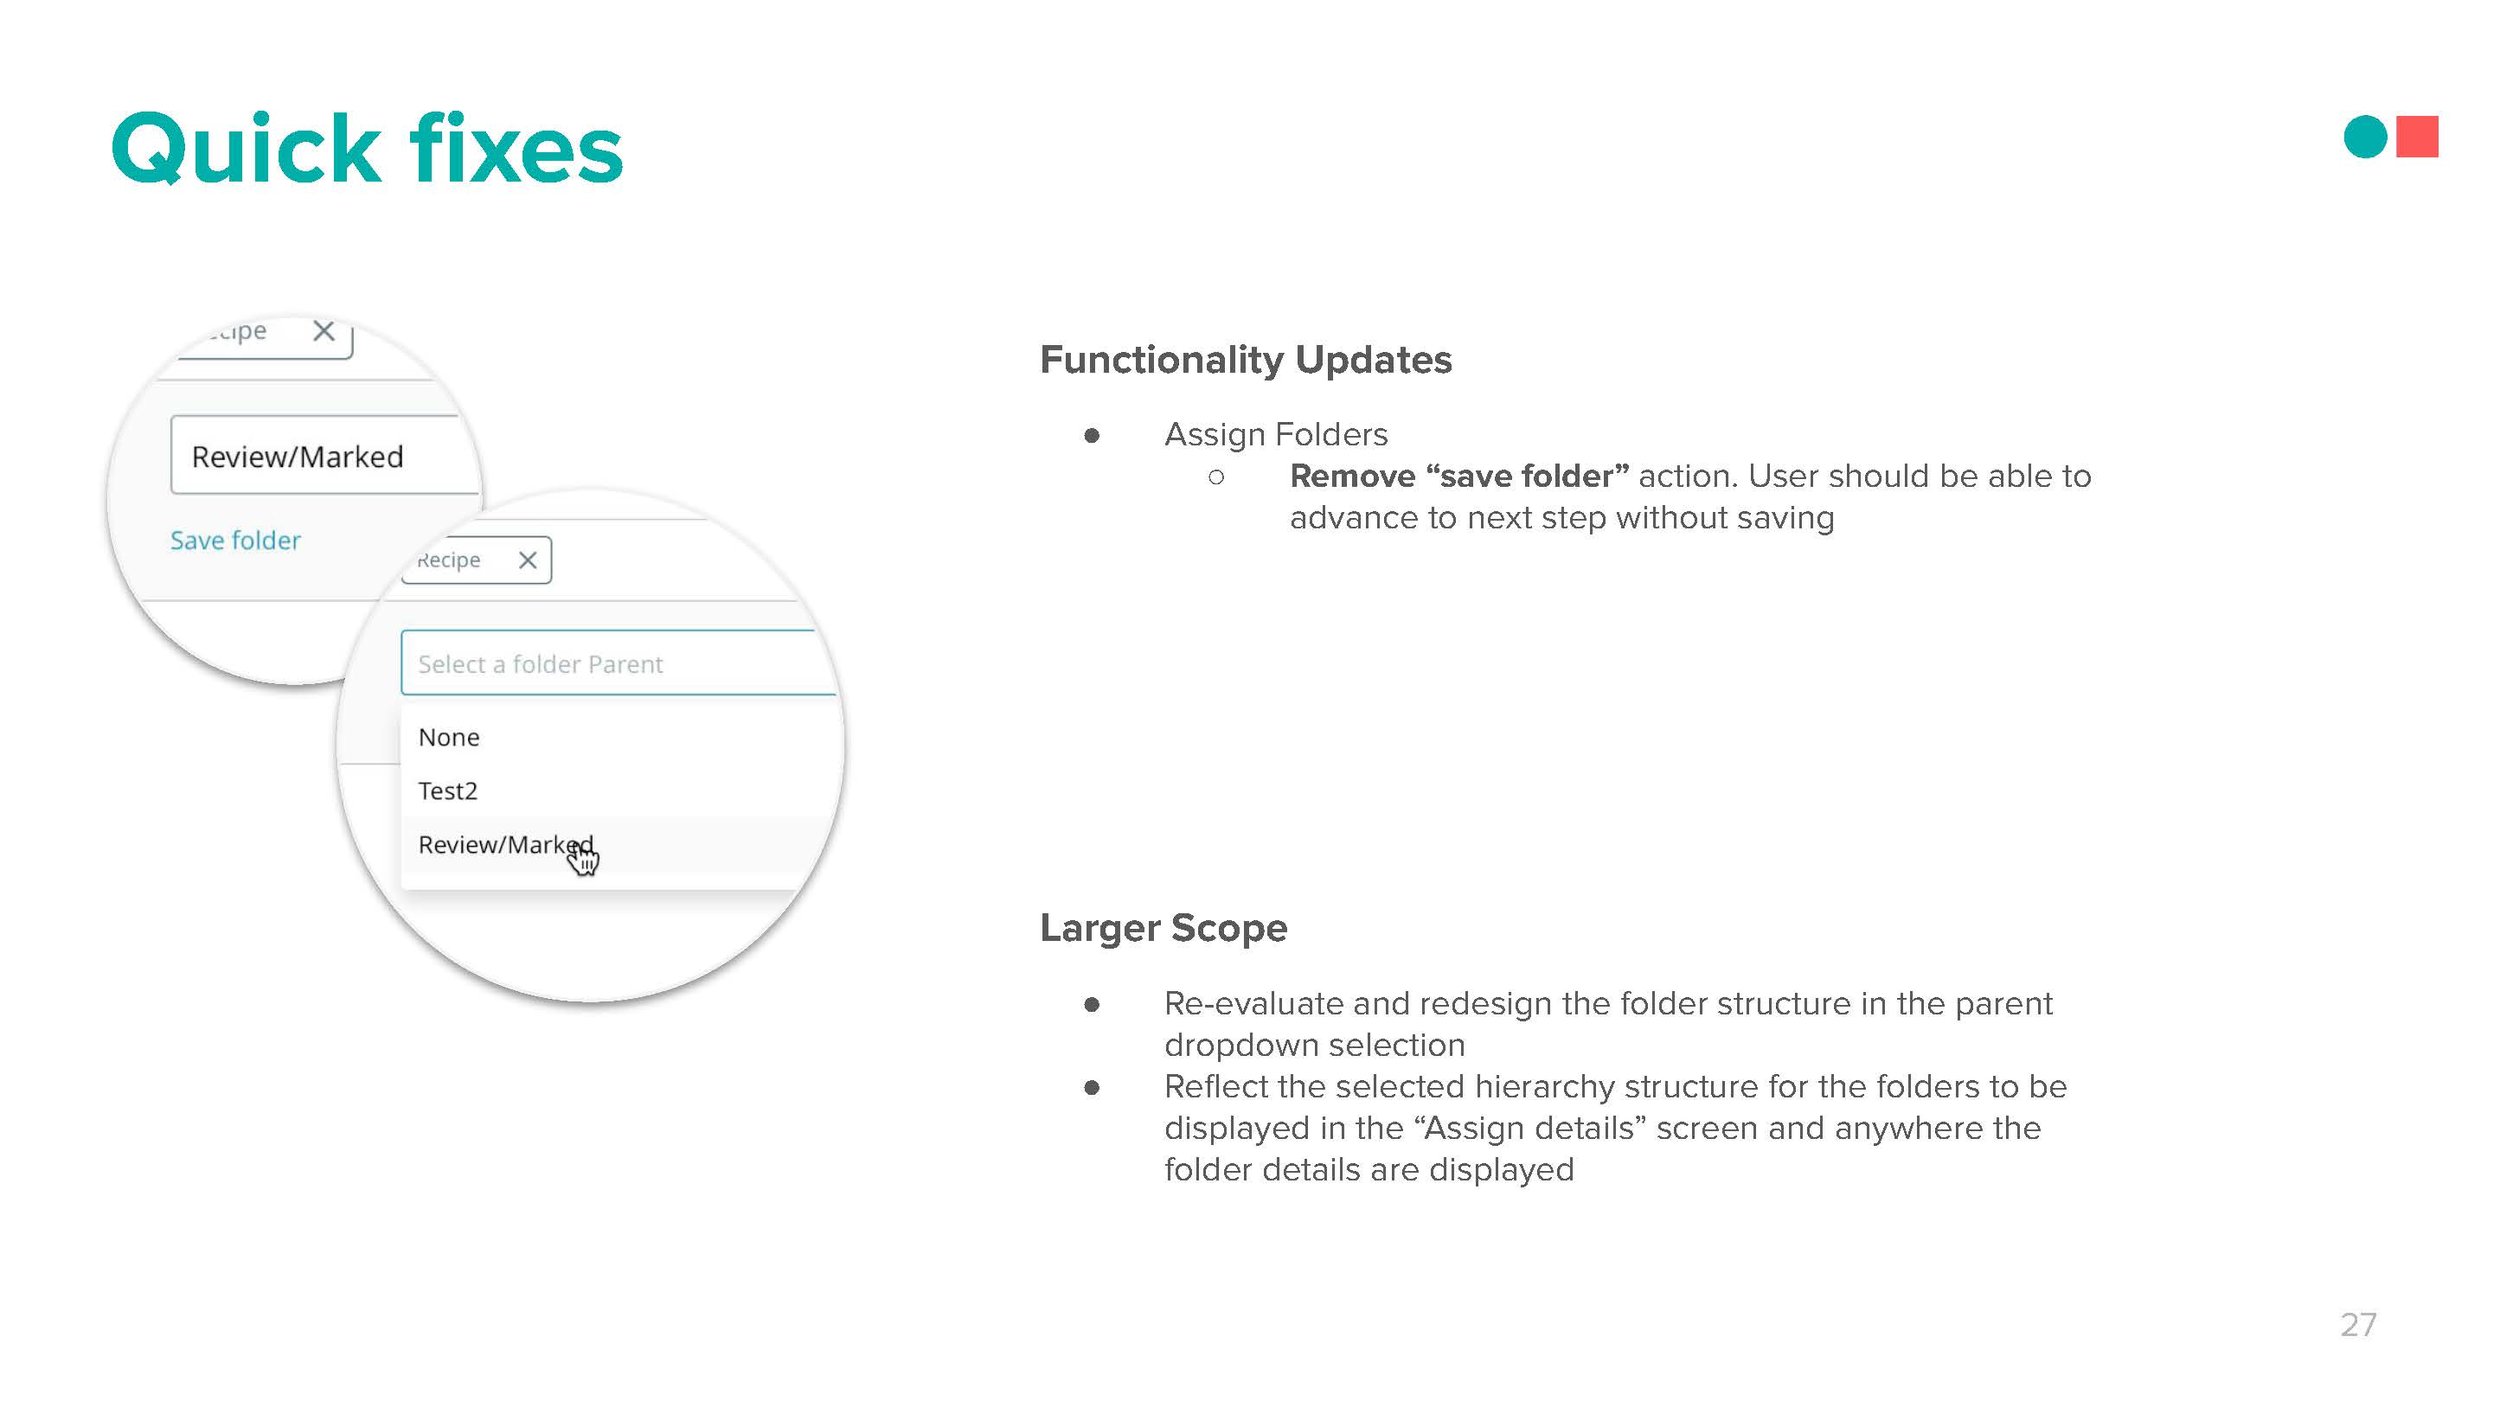 Quick fixes
Review/Marked
Save folder
Recipe
Select a folder Parent
None
Test2
Review/Marked
Functionality Updates
● Assign Folders
○ Remove “save folder” action. User should be able to
advance to next step without saving
Larger Scope
● Re-evaluate and redesign the folder structure in the parent
dropdown selection
● Reflect the selected hierarchy structure for the folders to be
displayed in the “Assign details” screen and anywhere the
folder details are displayed
27